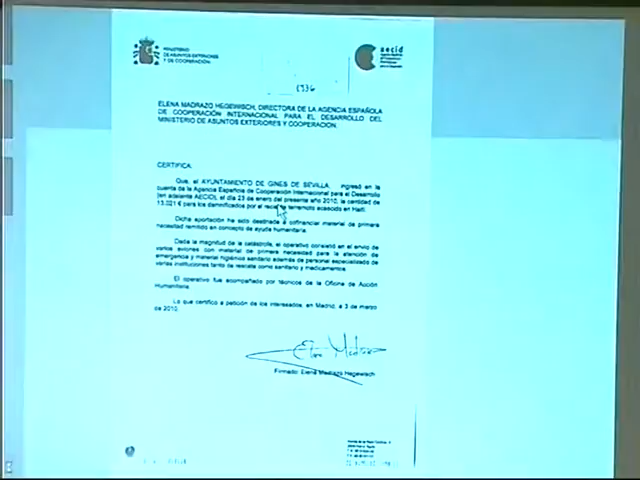 MINISTERIO
DE ASUNTOS EXTERIORES
Y DE COOPERACIÓN
aecid
ELENA MADRAZO HEGEWISCH, DIRECTORA DE LA AGENCIA ESPAÑOLA
DE COOPERACIÓN INTERNACIONAL PARA EL DESARROLLO DEL
MINISTERIO DE ASUNTOS EXTERIORES Y COOPERACIÓN.
CERTIFICA:
Que, el AYUNTAMIENTO DE GINES DE SEVILLA, ingresó en la
cuenta de la Agencia Española de Cooperación Internacional para el Desarrollo
(en adelante AECID), el día 23 de enero del presente año 2010, la cantidad de
13.021 € para los damnificados por el terremoto acaecido en Haití.
Dicha aportación ha sido destinada a cofinanciar material de primera
necesidad remitido en concepto de ayuda humanitaria.
Dada la magnitud de la catástrofe, el operativo consistió en el envío de
varios aviones con material de primera necesidad para la atención de
emergencia y material higiénico sanitario además de personal especializado de
varias instituciones tanto de rescate como sanitario y medicamentos.
El operativo fue acompañado por técnicos de la Oficina de Acción
Humanitaria.
Lo que certifico a petición de los interesados, en Madrid, a 3 de marzo
de 2010.
Firmado: Elena Madrazo Hegewisch